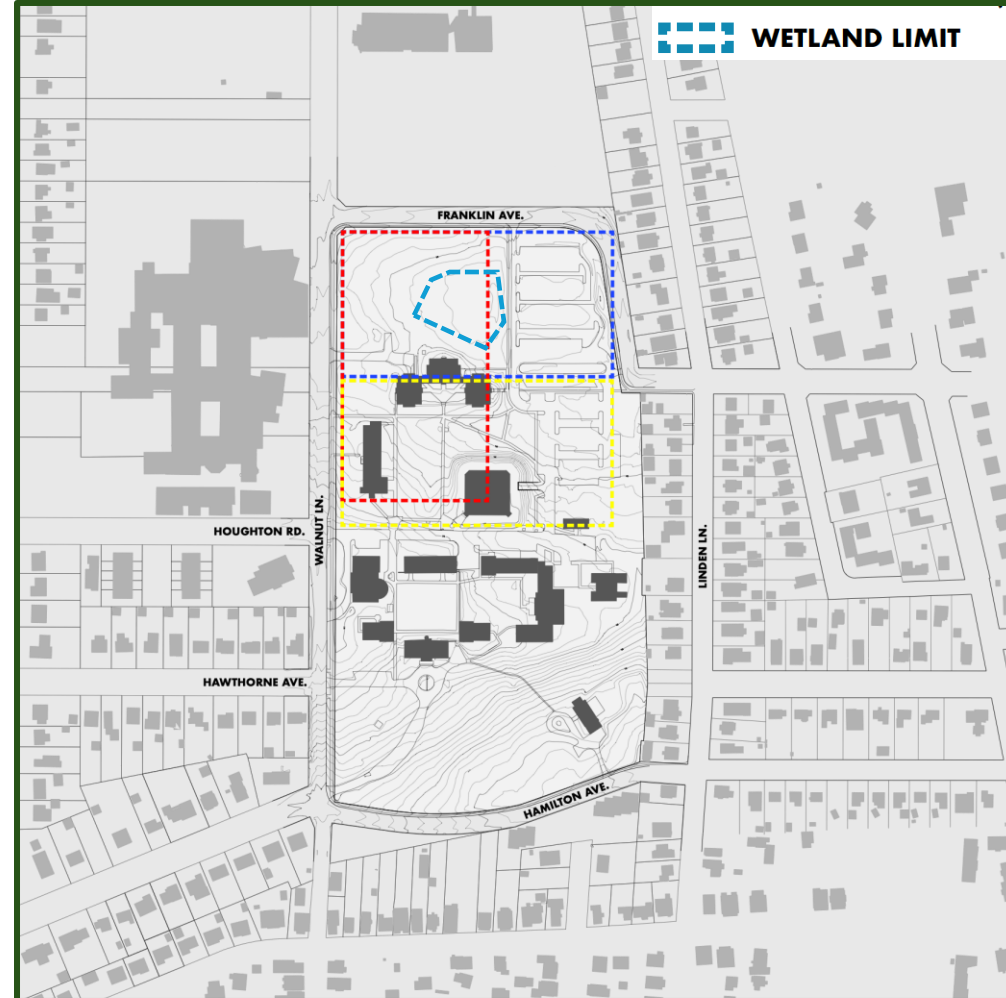 WETLAND LIMIT
FRANKLIN AVE.
HOUGHTON RD.
WALNUT LN.
LINDEN LN.
HAWTHORNE AVE.
HAMILTON AVE.